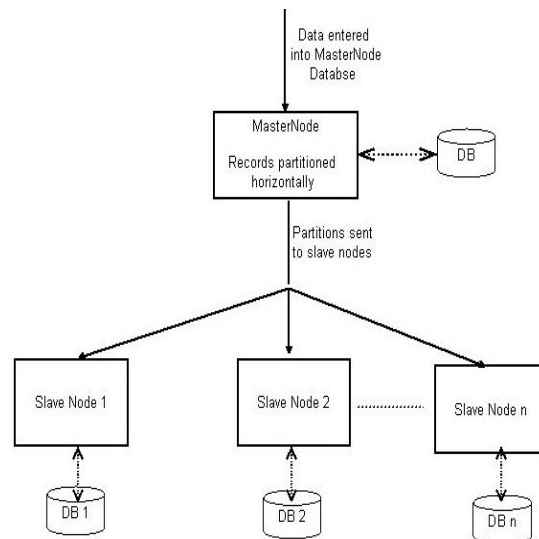 Data entered
into MasterNode
Databse
MasterNode
Records partitioned
horizontally
DB
Partitions sent
to slave nodes
Slave Node 1
Slave Node 2
Slave Node n
DB 1
DB 2
DB n